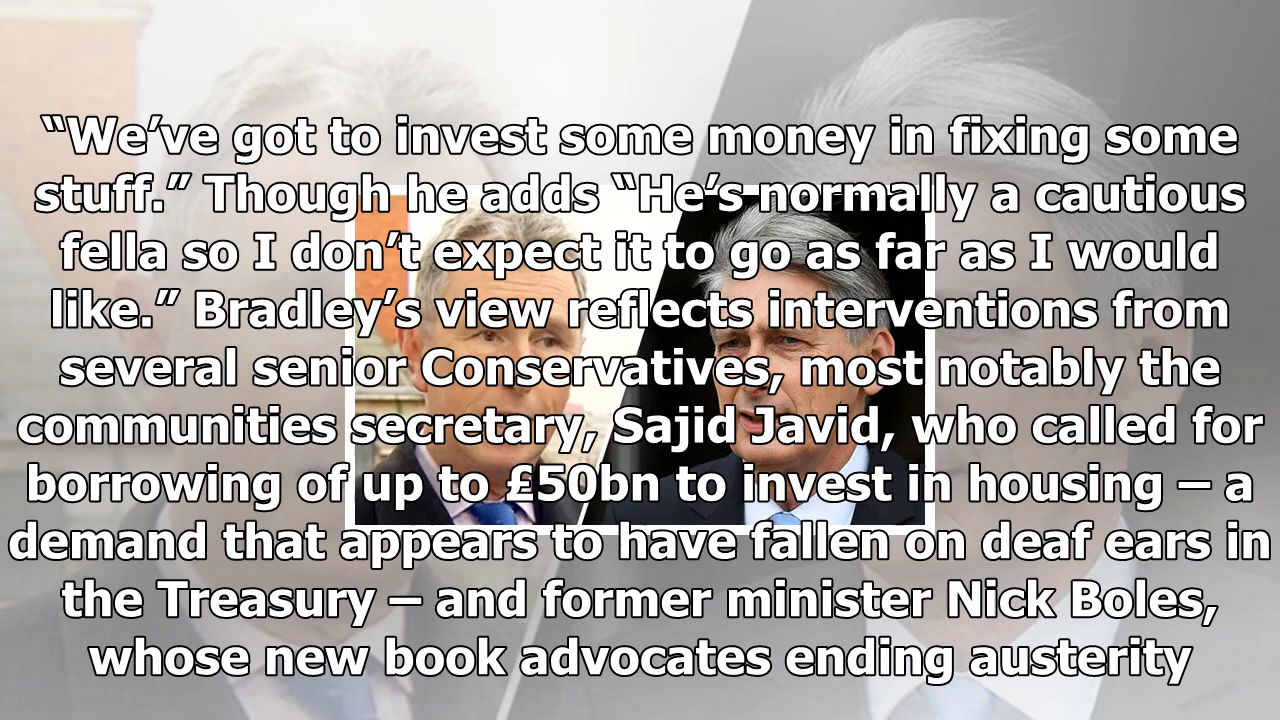 “We’ve got to invest some money in fixing some
stuff.” Though he adds “He’s normally a cautious
fella so I don’t expect it to go as far as I would
like.” Bradley’s view reflects interventions from
several senior Conservatives, most notably the
communities secretary, Sajid Javid, who called for
borrowing of up to £50bn to invest in housing – a
demand that appears to have fallen on deaf ears in
the Treasury – and former minister Nick Boles,
whose new book advocates ending austerity